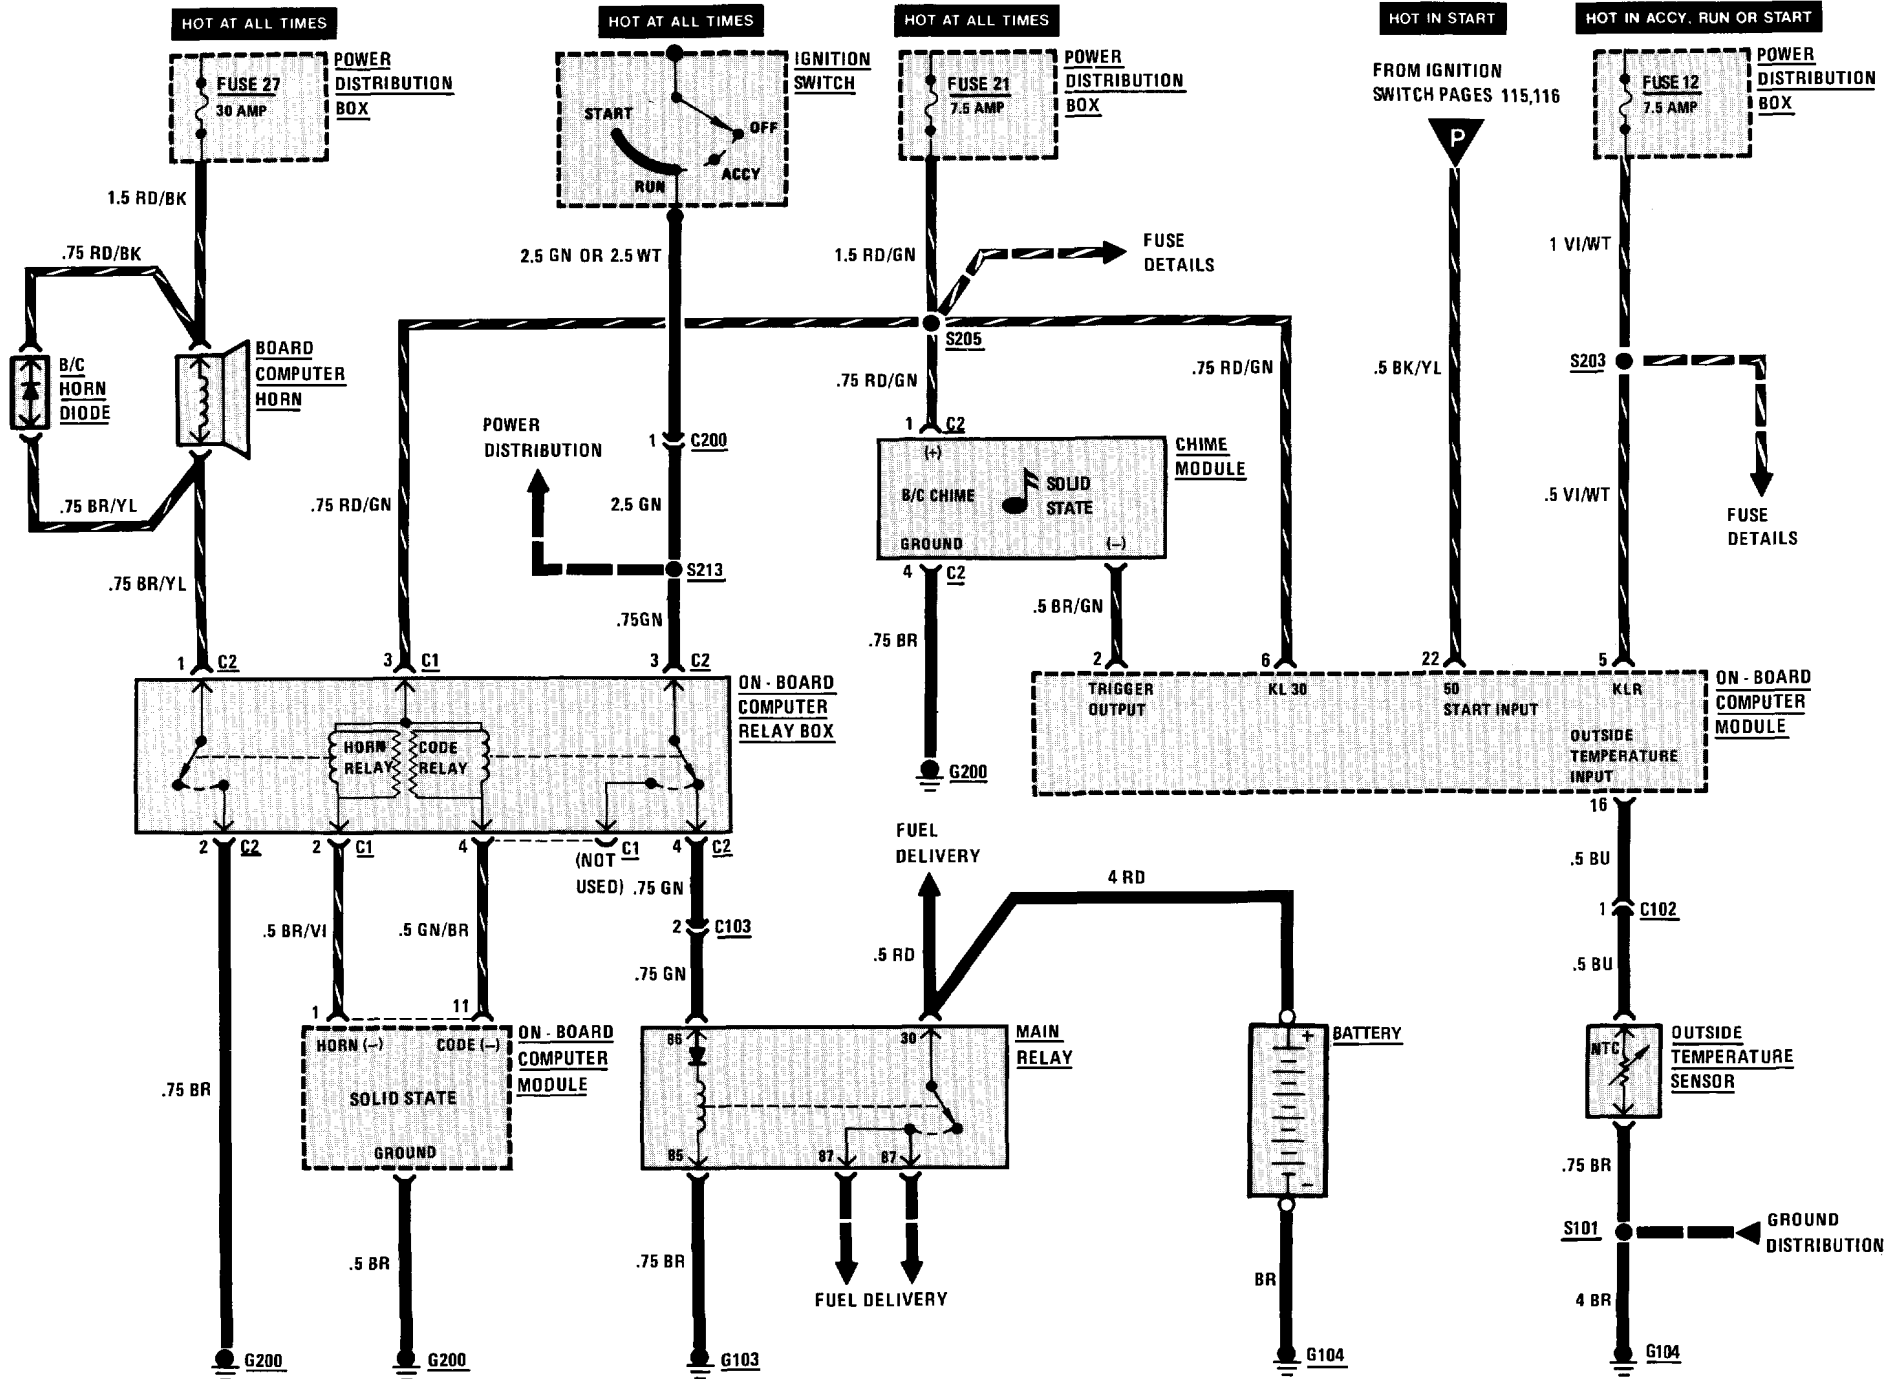 HOT AT ALL TIMES
HOT AT ALL TIMES
HOT AT ALL TIMES
HOT IN START
HOT IN ACCY, RUN OR START
FUSE 27
30 AMP
POWER
DISTRIBUTION
BOX
START
OFF
ACCY
RUN
IGNITION
SWITCH
FUSE 21
7.5 AMP
POWER
DISTRIBUTION
BOX
FROM IGNITION
SWITCH PAGES 115,116
P
FUSE 12
7.5 AMP
POWER
DISTRIBUTION
BOX
1.5 RD/BK
.75 RD/BK
2.5 GN OR 2.5 WT
1.5 RD/GN
FUSE
DETAILS
1 VI/WT
B/C
HORN
DIODE
BOARD
COMPUTER
HORN
S205
.75 RD/GN
.75 RD/GN
.5 BK/YL
S203
POWER
DISTRIBUTION
1
C200
1
C2
(+)
B/C CHIME
SOLID
STATE
GROUND
(–)
CHIME
MODULE
.75 BR/YL
.75 RD/GN
2.5 GN
.5 VI/WT
FUSE
DETAILS
.75 BR/YL
S213
.75GN
4
C2
.5 BR/GN
.75 BR
1
C2
3
C1
3
C2
2
6
22
5
HORN
RELAY
CODE
RELAY
ON - BOARD
COMPUTER
RELAY BOX
G200
TRIGGER
OUTPUT
KL 30
50
START INPUT
KLR
OUTSIDE
TEMPERATURE
INPUT
ON - BOARD
COMPUTER
MODULE
2
C2
2
C1
4
(NOT
USED)
C1
4
C2
16
FUEL
DELIVERY
.75 GN
4 RD
.5 BU
.5 BR/VI
.5 GN/BR
2
C103
1
C102
.75 GN
.5 RD
.5 BU
1
11
HORN (–)
CODE (–)
SOLID STATE
GROUND
ON - BOARD
COMPUTER
MODULE
86
30
85
87
87
MAIN
RELAY
+
–
BATTERY
NTC
OUTSIDE
TEMPERATURE
SENSOR
.75 BR
.75 BR
.5 BR
.75 BR
FUEL DELIVERY
BR
S101
GROUND
DISTRIBUTION
4 BR
G200
G200
G103
G104
G104